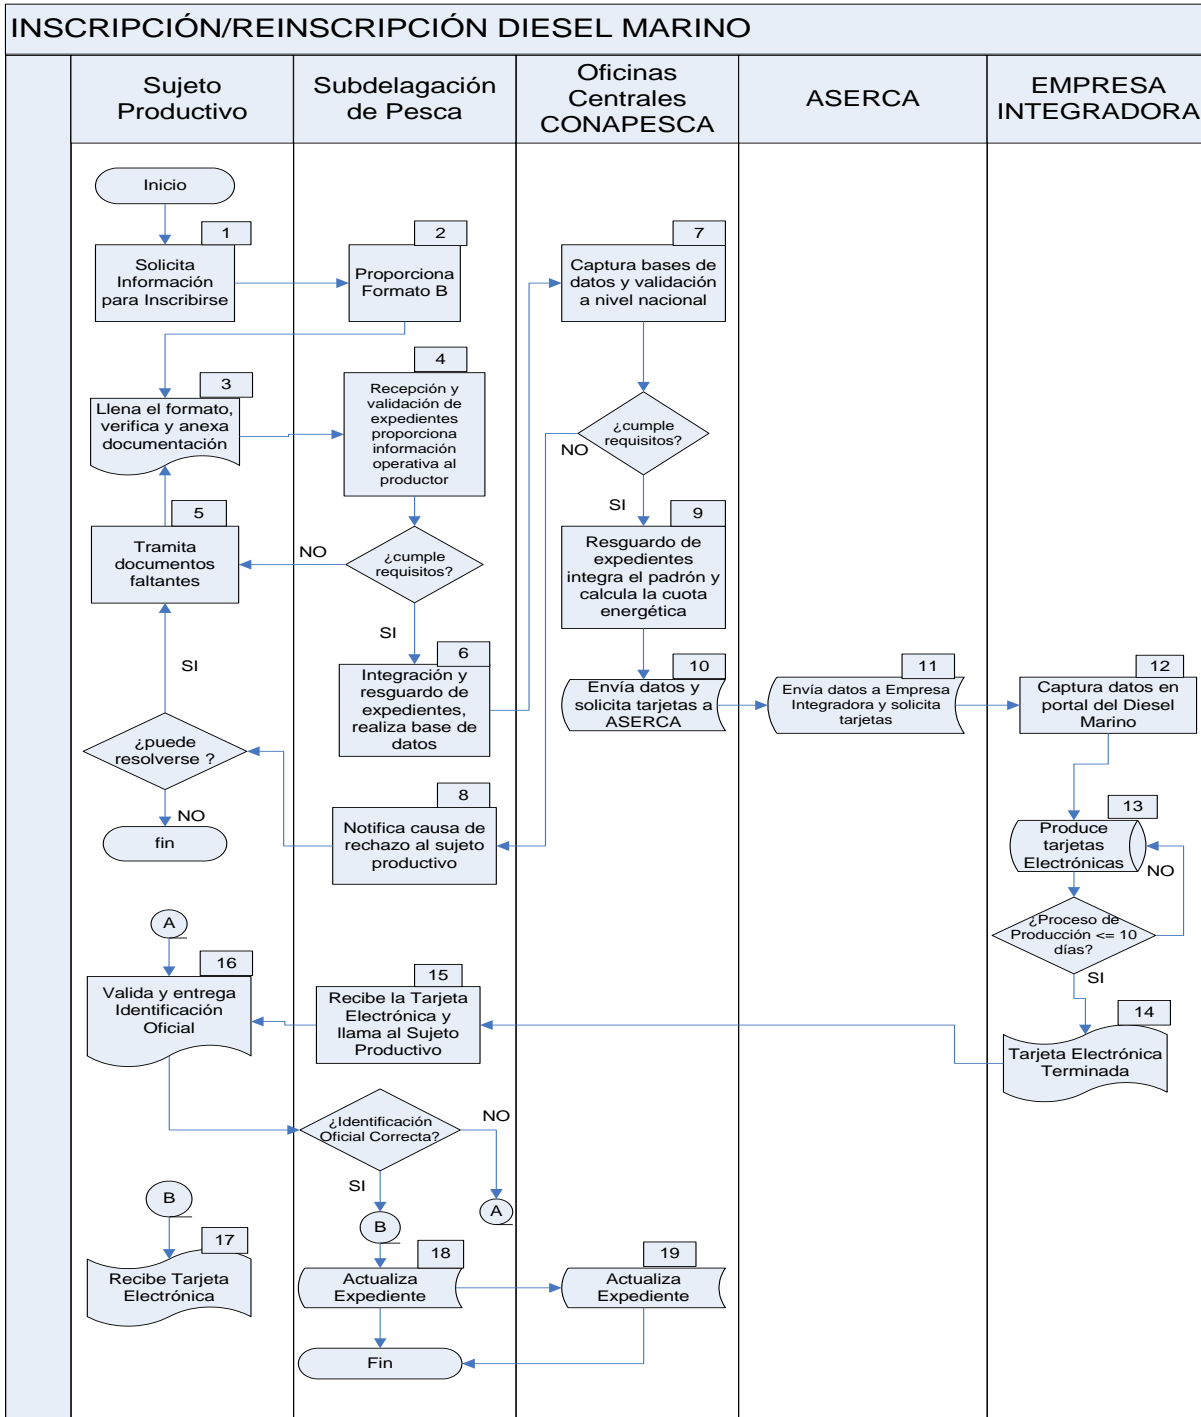 INSCRIPCIÓN/REINSCRIPCIÓN DIESEL MARINO
Sujeto
Productivo
Subdelagación
de Pesca
Oficinas
Centrales
CONAPESCA
ASERCA
EMPRESA
INTEGRADORA
Inicio
1
Solicita
Información
para Inscribirse
2
Proporciona
Formato B
7
Captura bases de
datos y validación
a nivel nacional
3
Llena el formato,
verifica y anexa
documentación
4
Recepción y
validación de
expedientes
proporciona
información
operativa al
productor
¿cumple
requisitos?
NO
SI
5
Tramita
documentos
faltantes
NO
¿cumple
requisitos?
SI
9
Resguardo de
expedientes
integra el padrón y
calcula la cuota
energética
SI
6
Integración y
resguardo de
expedientes,
realiza base de
datos
10
Envía datos y
solicita tarjetas a
ASERCA
11
Envía datos a Empresa
Integradora y solicita
tarjetas
12
Captura datos en
portal del Diesel
Marino
¿puede
resolverse ?
NO
fin
8
Notifica causa de
rechazo al sujeto
productivo
13
Produce
tarjetas
Electrónicas
NO
¿Proceso de
Producción <= 10
días?
SI
A
16
Valida y entrega
Identificación
Oficial
15
Recibe la Tarjeta
Electrónica y
llama al Sujeto
Productivo
14
Tarjeta Electrónica
Terminada
¿Identificación
Oficial Correcta?
NO
SI
A
B
B
17
Recibe Tarjeta
Electrónica
18
Actualiza
Expediente
19
Actualiza
Expediente
Fin